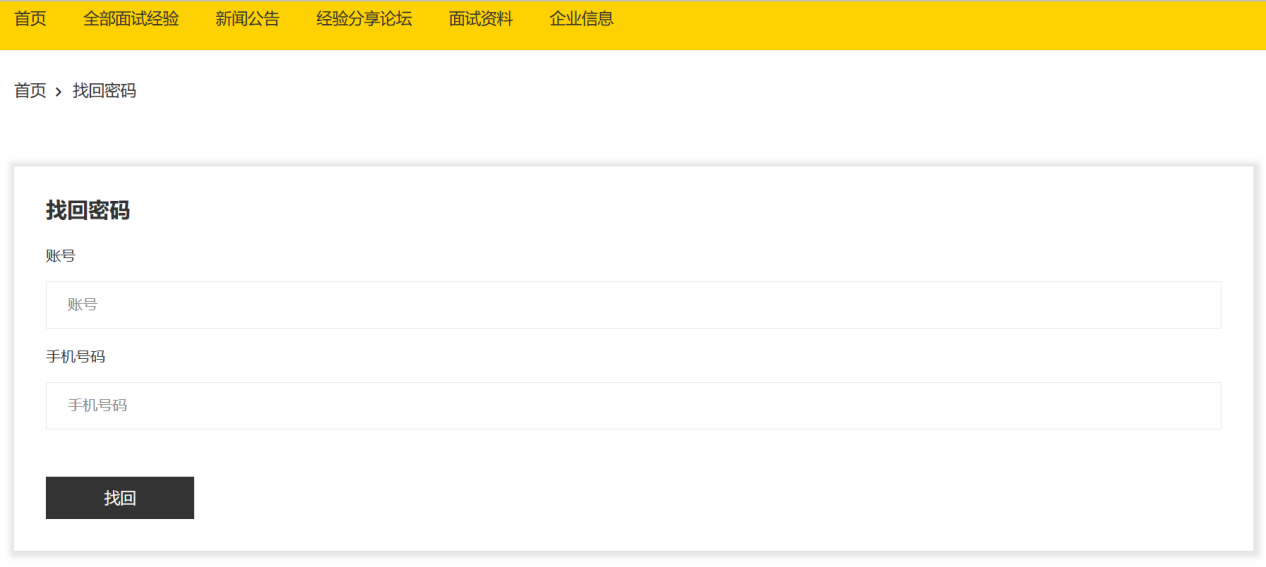 首页 全部面试经验 新闻公告 经验分享论坛 面试资料 企业信息
首页 › 找回密码
找回密码
账号
账号
手机号码
手机号码
找回